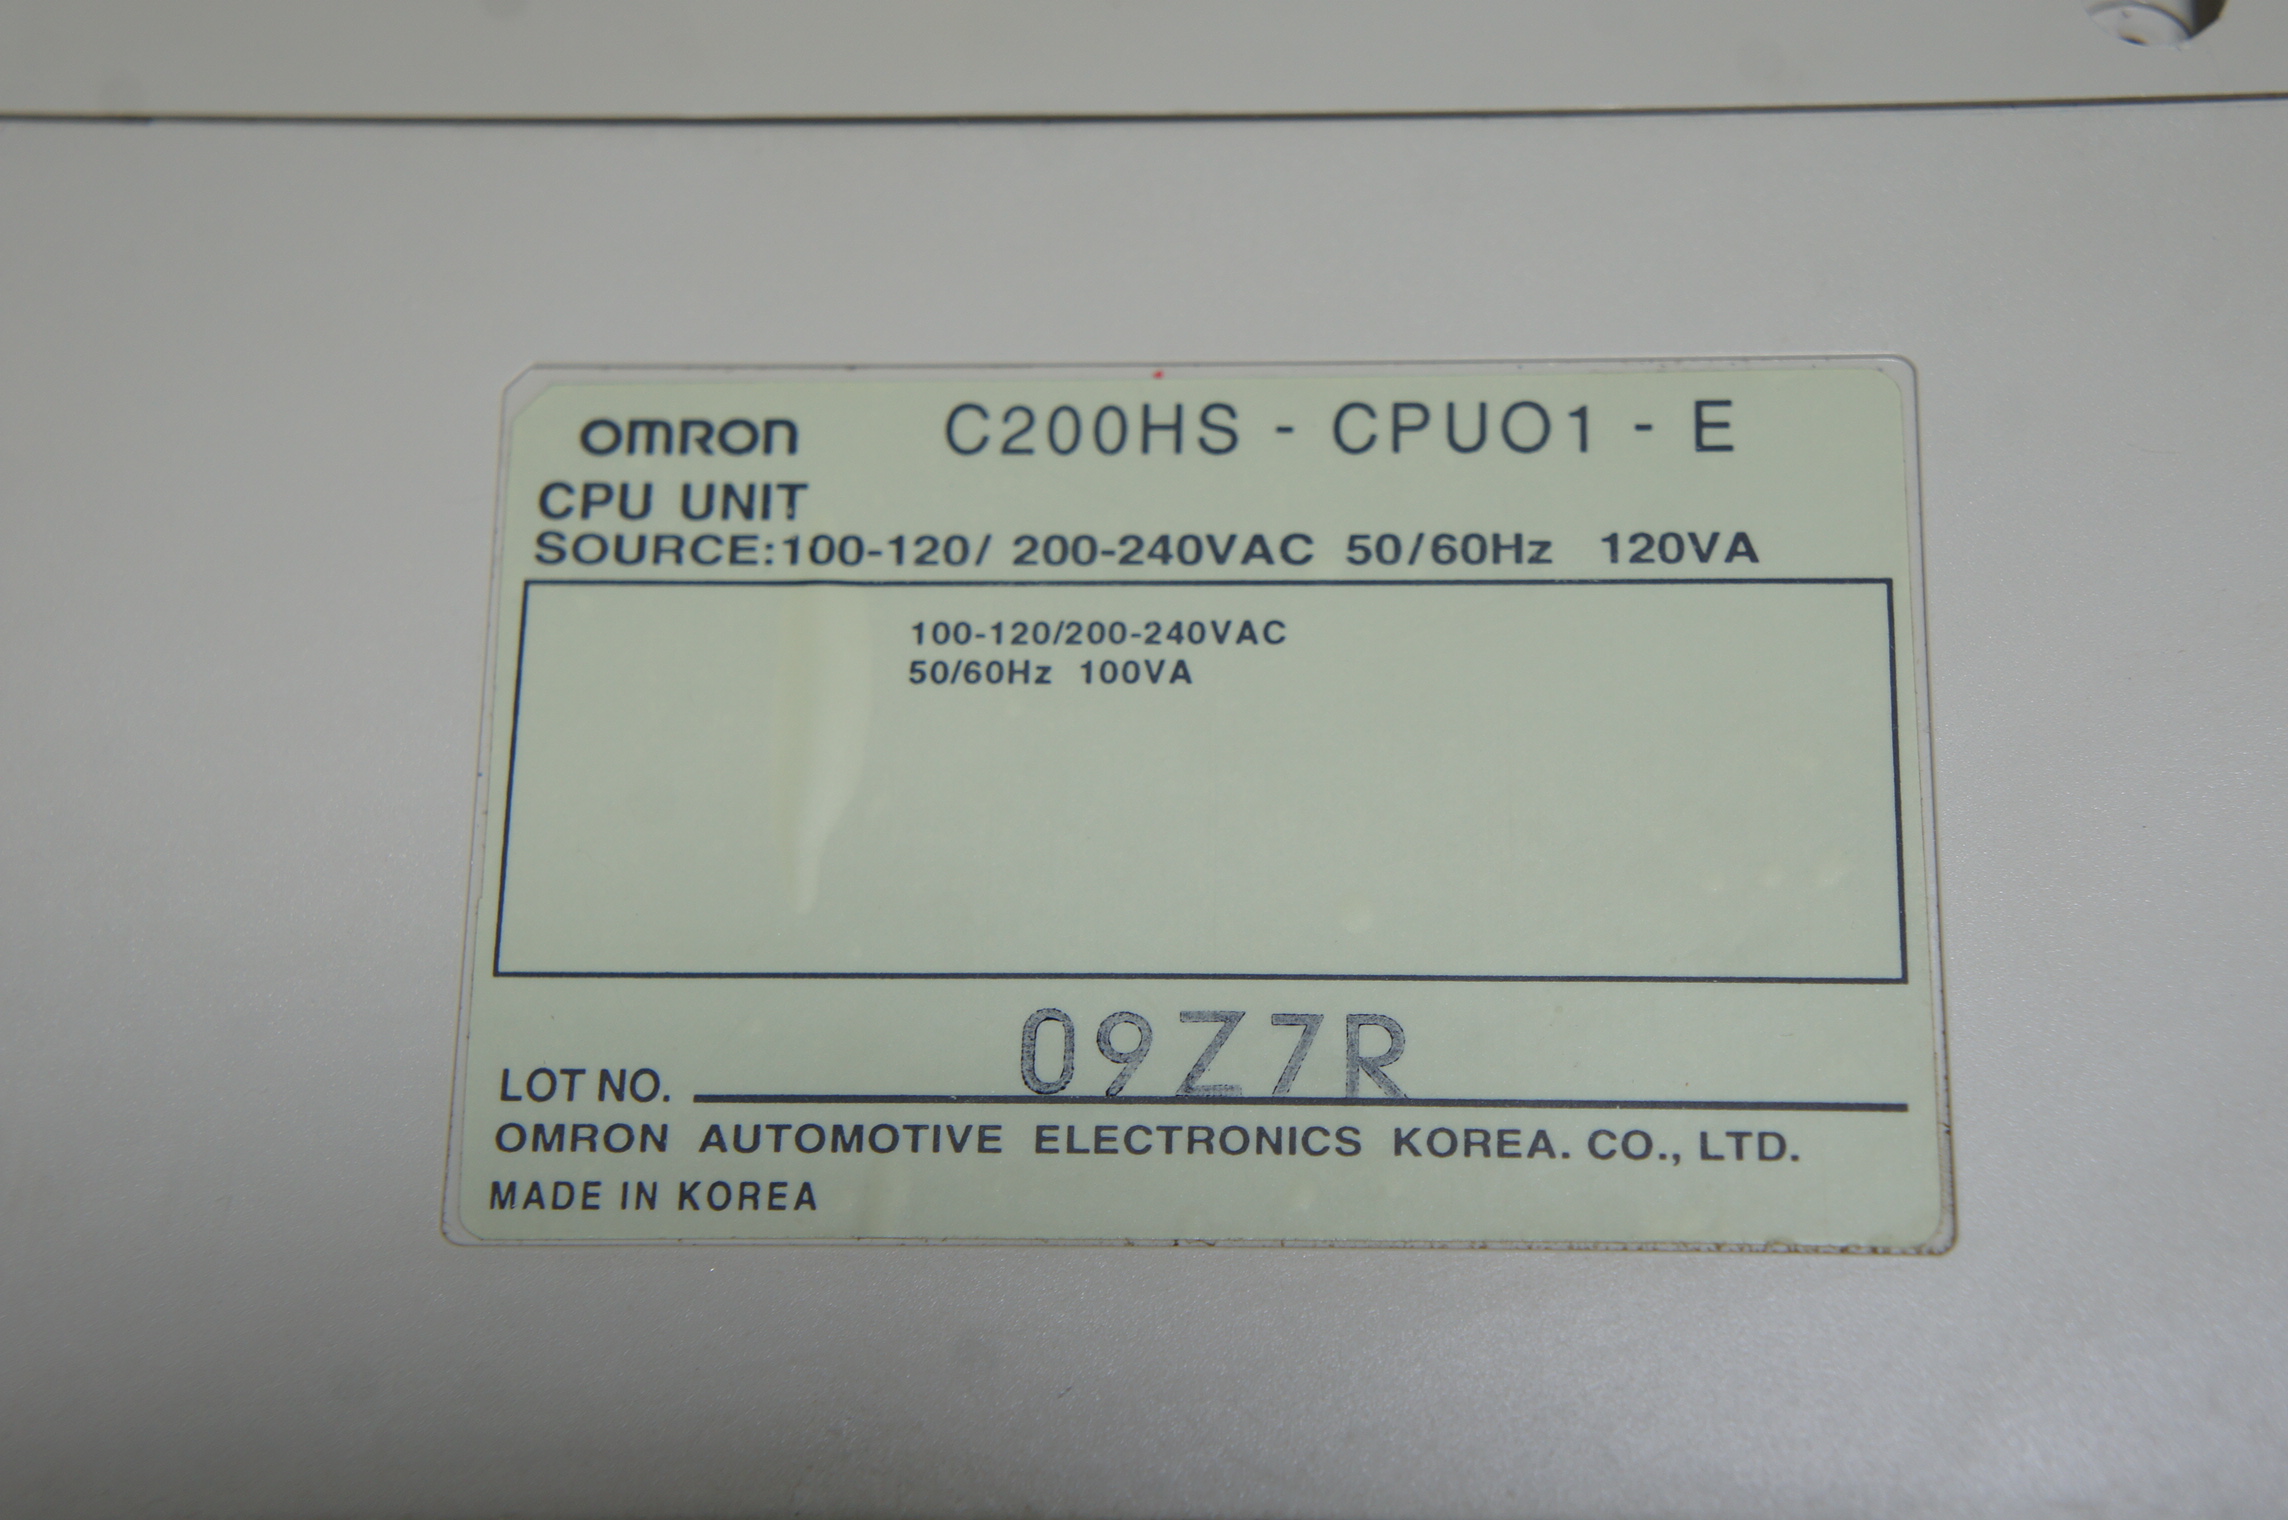 OMRON C200HS - CPU01 - E
CPU UNIT
SOURCE:100-120/ 200-240VAC 50/60Hz 120VA
100-120/200-240VAC
50/60Hz 100VA
LOT NO. 09Z7R
OMRON AUTOMOTIVE ELECTRONICS KOREA. CO., LTD.
MADE IN KOREA